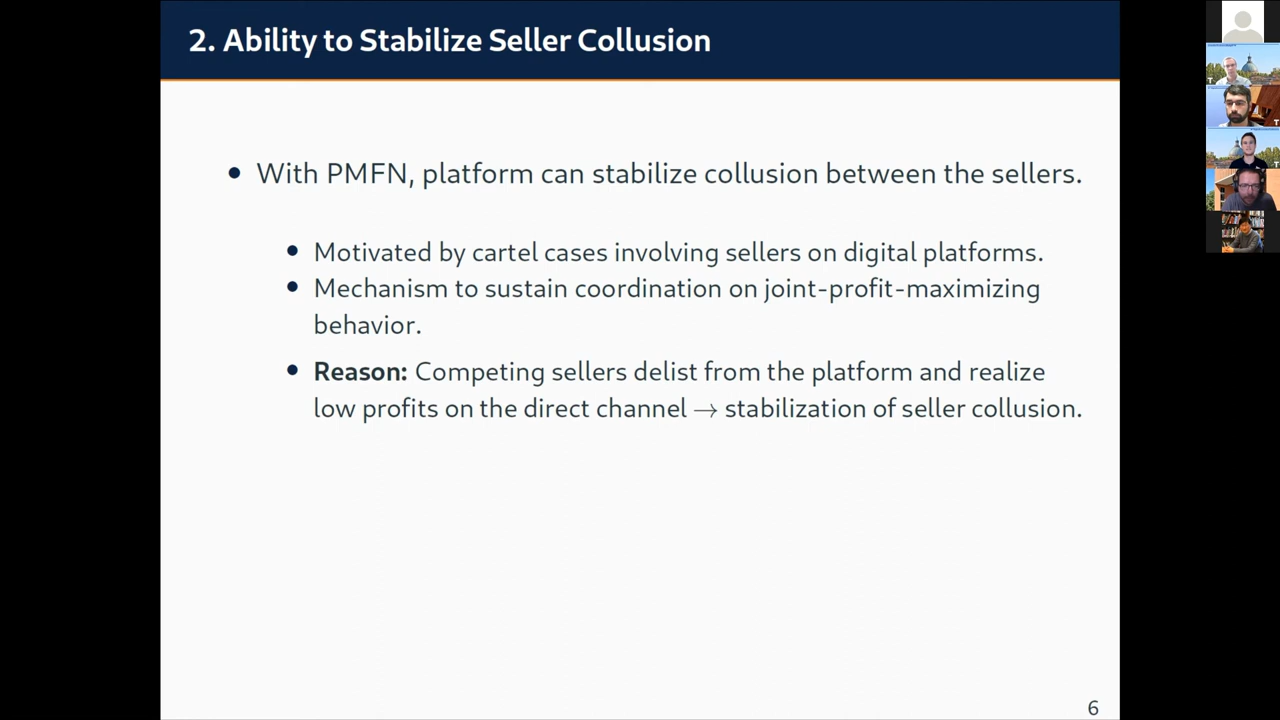 2. Ability to Stabilize Seller Collusion
• With PMFN, platform can stabilize collusion between the sellers.
• Motivated by cartel cases involving sellers on digital platforms.
• Mechanism to sustain coordination on joint-profit-maximizing
behavior.
• Reason: Competing sellers delist from the platform and realize
low profits on the direct channel → stabilization of seller collusion.
6